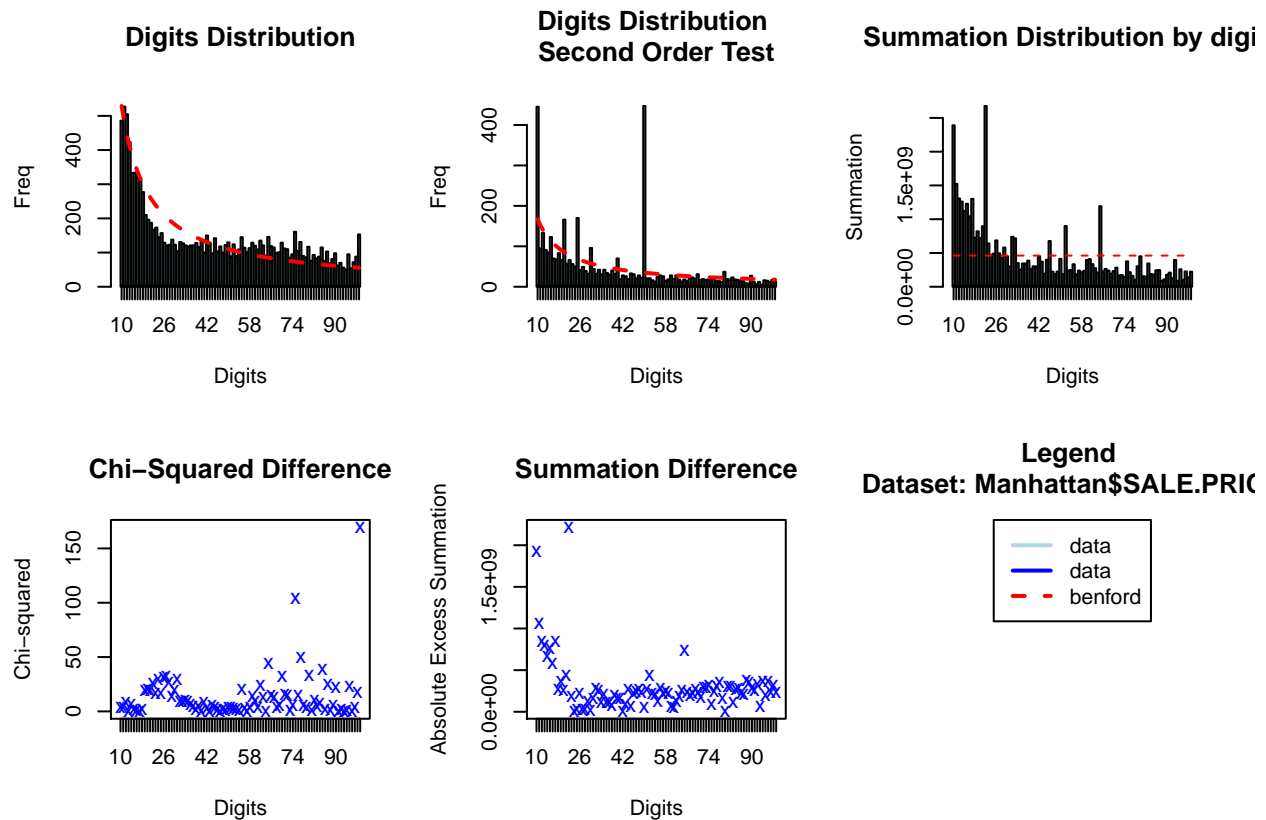 Digits Distribution
Freq
0
200
400
10 26 42 58 74 90
Digits
Digits Distribution
Second Order Test
Freq
0
200
400
10 26 42 58 74 90
Digits
Summation Distribution by digi
Summation
0.0e+00
1.5e+09
10 26 42 58 74 90
Digits
Chi−Squared Difference
Chi−squared
0
50
100
150
10 26 42 58 74 90
Digits
Summation Difference
Absolute Excess Summation
0.0e+00
1.5e+09
10 26 42 58 74 90
Digits
Legend
Dataset: Manhattan$SALE.PRIC
data
data
benford